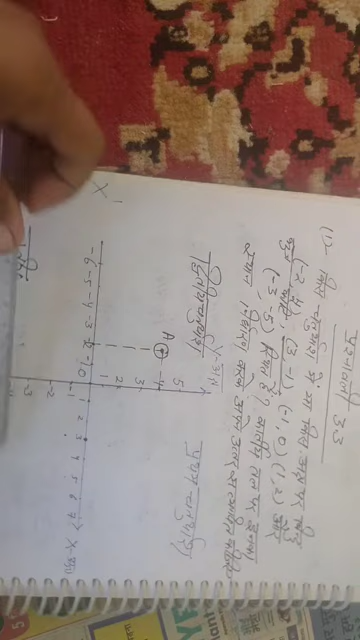 प्रश्नावली 3.3
(1) किस चतुर्थांश में या किस अक्ष पर बिन्दु
(-2, 4), (3, -1), (-1, 0), (1, 2) और
(-3, -5) स्थित हैं? कार्तीय तल पर इनका
स्थान निर्धारण करके अपने उत्तर सत्यापित कीजिए
द्वितीय चतुर्थांश
प्रथम चतुर्थांश
5
4
3
2
1
A
X'
-6 -5 -4 -3 -2 -1 0 1 2 3 4 5 6 7 X-अक्ष
-1
-2
-3